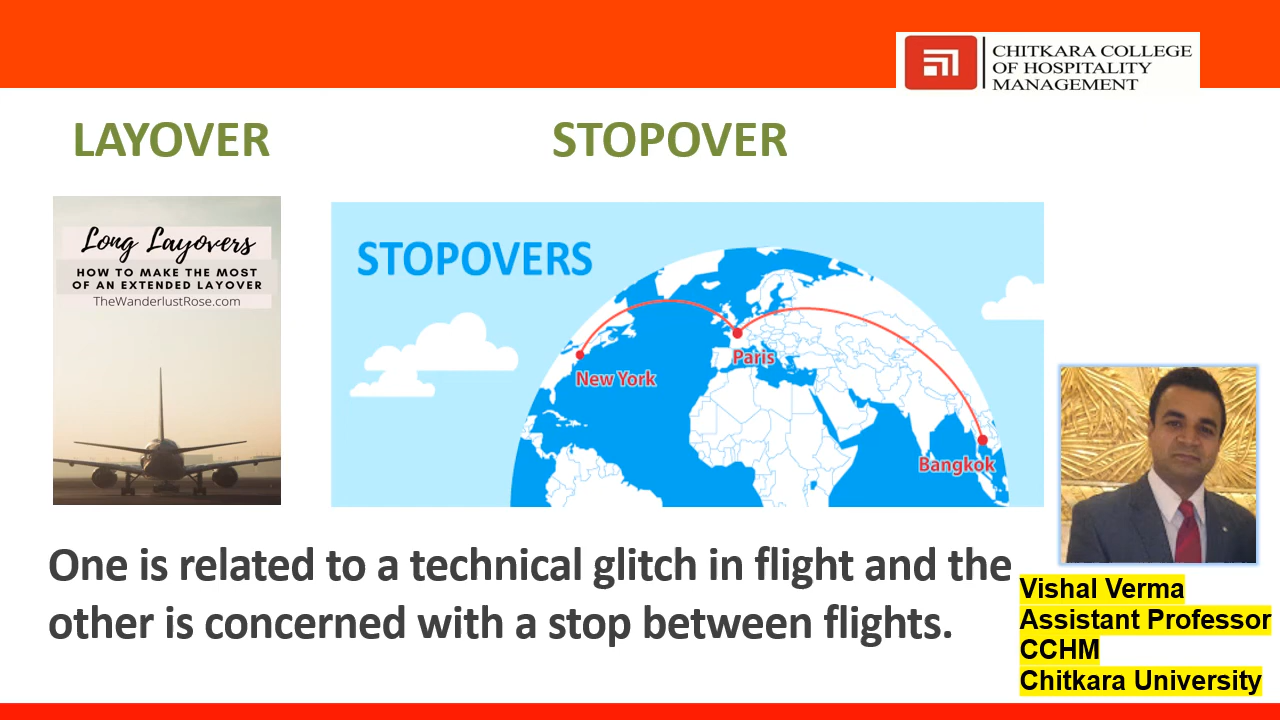 CHITKARA COLLEGE
OF HOSPITALITY
MANAGEMENT
LAYOVER
STOPOVER
Long Layovers
HOW TO MAKE THE MOST
OF AN EXTENDED LAYOVER
TheWanderlustRose.com
STOPOVERS
New York
Paris
Bangkok
One is related to a technical glitch in flight and the
other is concerned with a stop between flights.
Vishal Verma
Assistant Professor
CCHM
Chitkara University